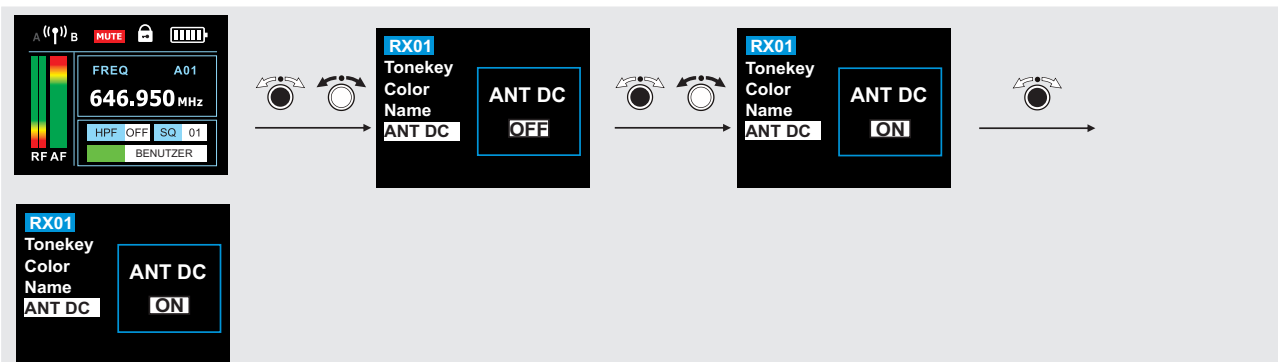 A B MUTE
FREQ A01
646.950 MHz
HPF OFF SQ 01
BENUTZER
RF AF
RX01
Tonekey
Color
Name
ANT DC
ANT DC
OFF
RX01
Tonekey
Color
Name
ANT DC
ANT DC
ON
RX01
Tonekey
Color
Name
ANT DC
ANT DC
ON